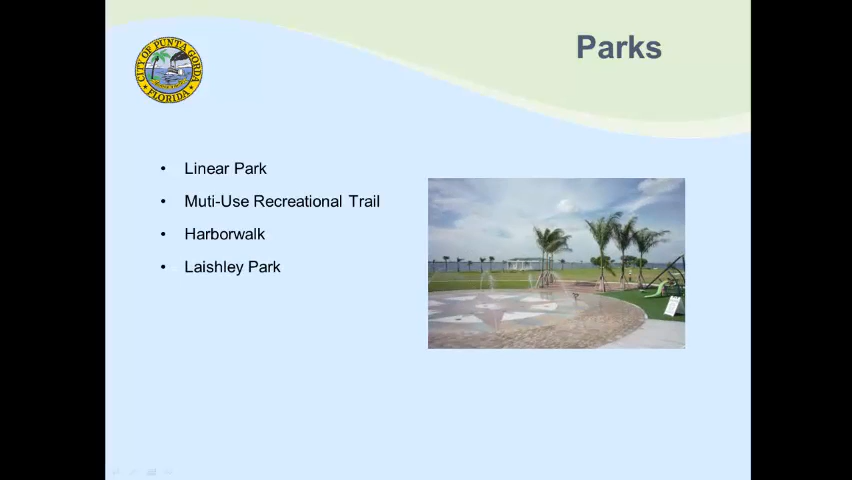 Parks
CITY OF PUNTA GORDA
FLORIDA
Linear Park
Muti-Use Recreational Trail
Harborwalk
Laishley Park